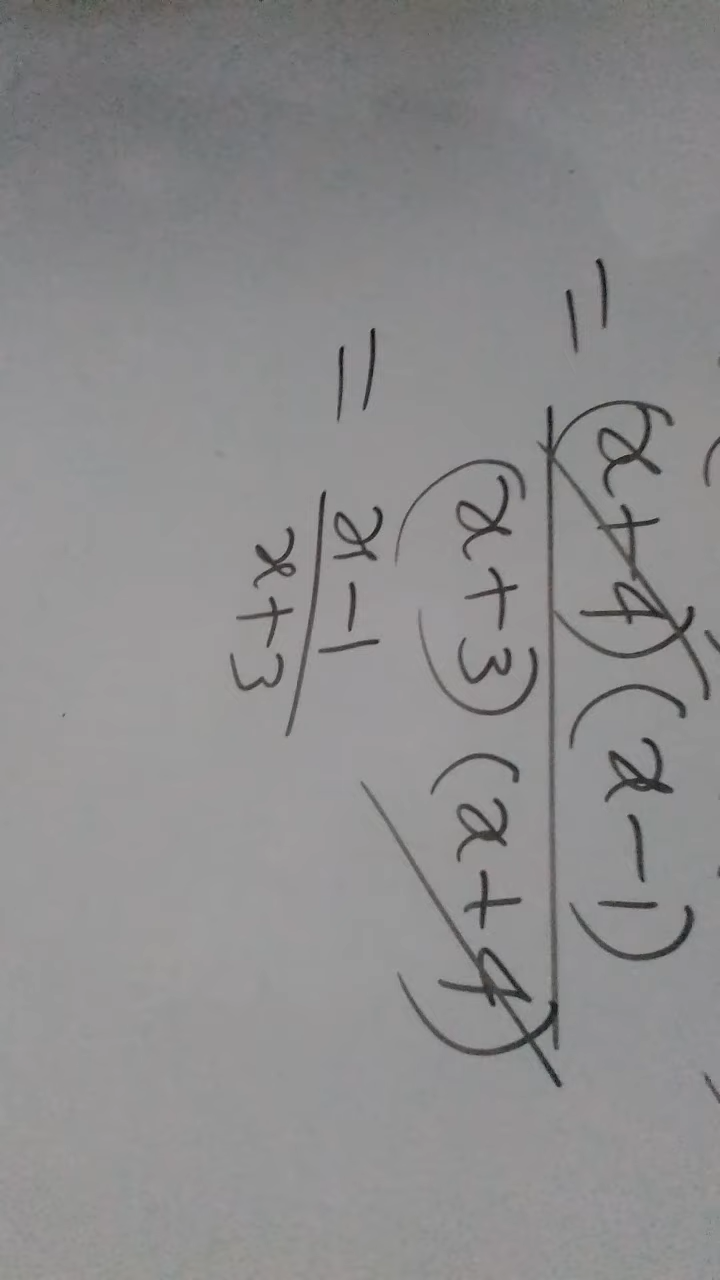 = (x+4)(x-1)
(x+3)(x+4)
= x-1
x+3